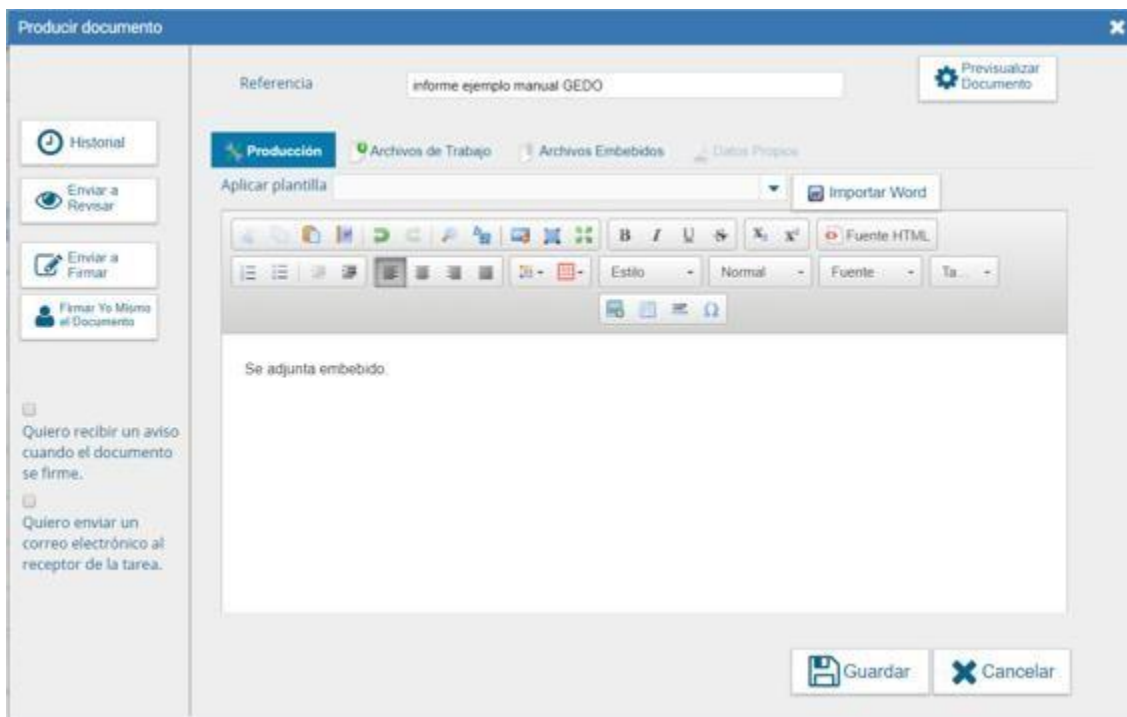 Producir documento
Referencia
informe ejemplo manual GEDO
Previsualizar
Documento
Historial
Enviar a
Revisar
Enviar a
Firmar
Firmar Yo Mismo
el Documento
Quiero recibir un aviso
cuando el documento
se firme.
Quiero enviar un
correo electrónico al
receptor de la tarea.
Producción
Archivos de Trabajo
Archivos Embebidos
Datos Propios
Aplicar plantilla
Importar Word
B I U S X₂ X² Fuente HTML
Estilo
Normal
Fuente
Ta...
Ω
Se adjunta embebido.
Guardar
Cancelar